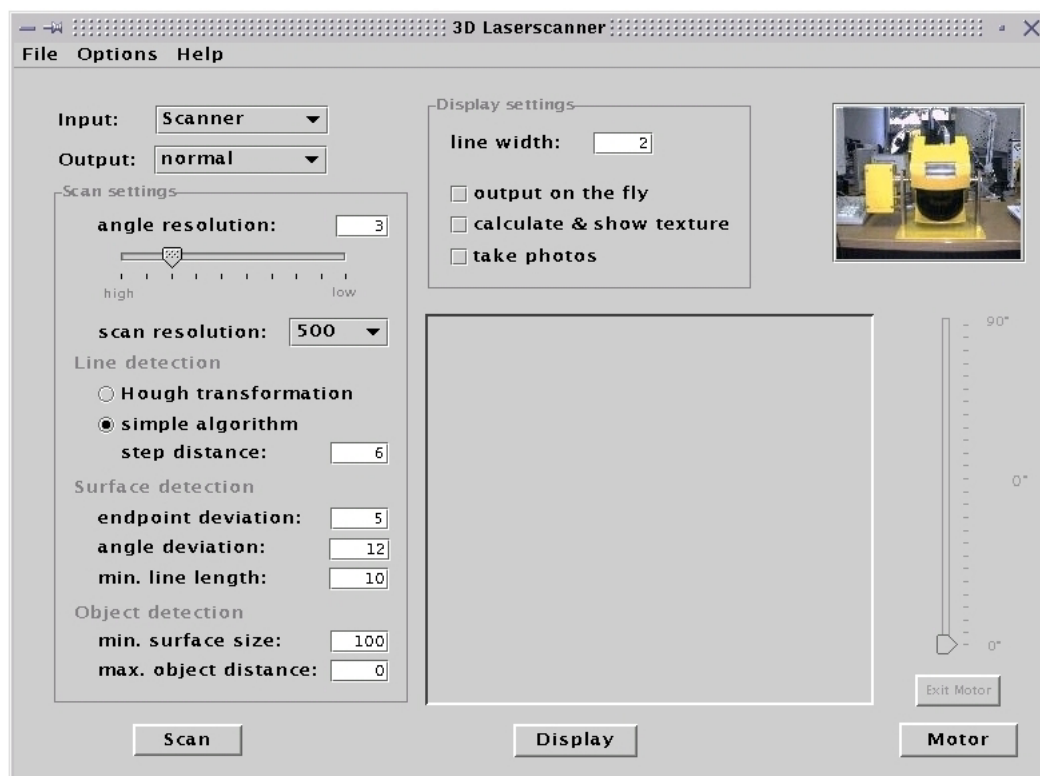 3D Laserscanner
File Options Help
Input: Scanner
Output: normal
Scan settings
angle resolution: 3
high low
scan resolution: 500
Line detection
Hough transformation
simple algorithm
step distance: 6
Surface detection
endpoint deviation: 5
angle deviation: 12
min. line length: 10
Object detection
min. surface size: 100
max. object distance: 0
Scan
Display settings
line width: 2
output on the fly
calculate & show texture
take photos
Display
90°
0°
0°
Exit Motor
Motor